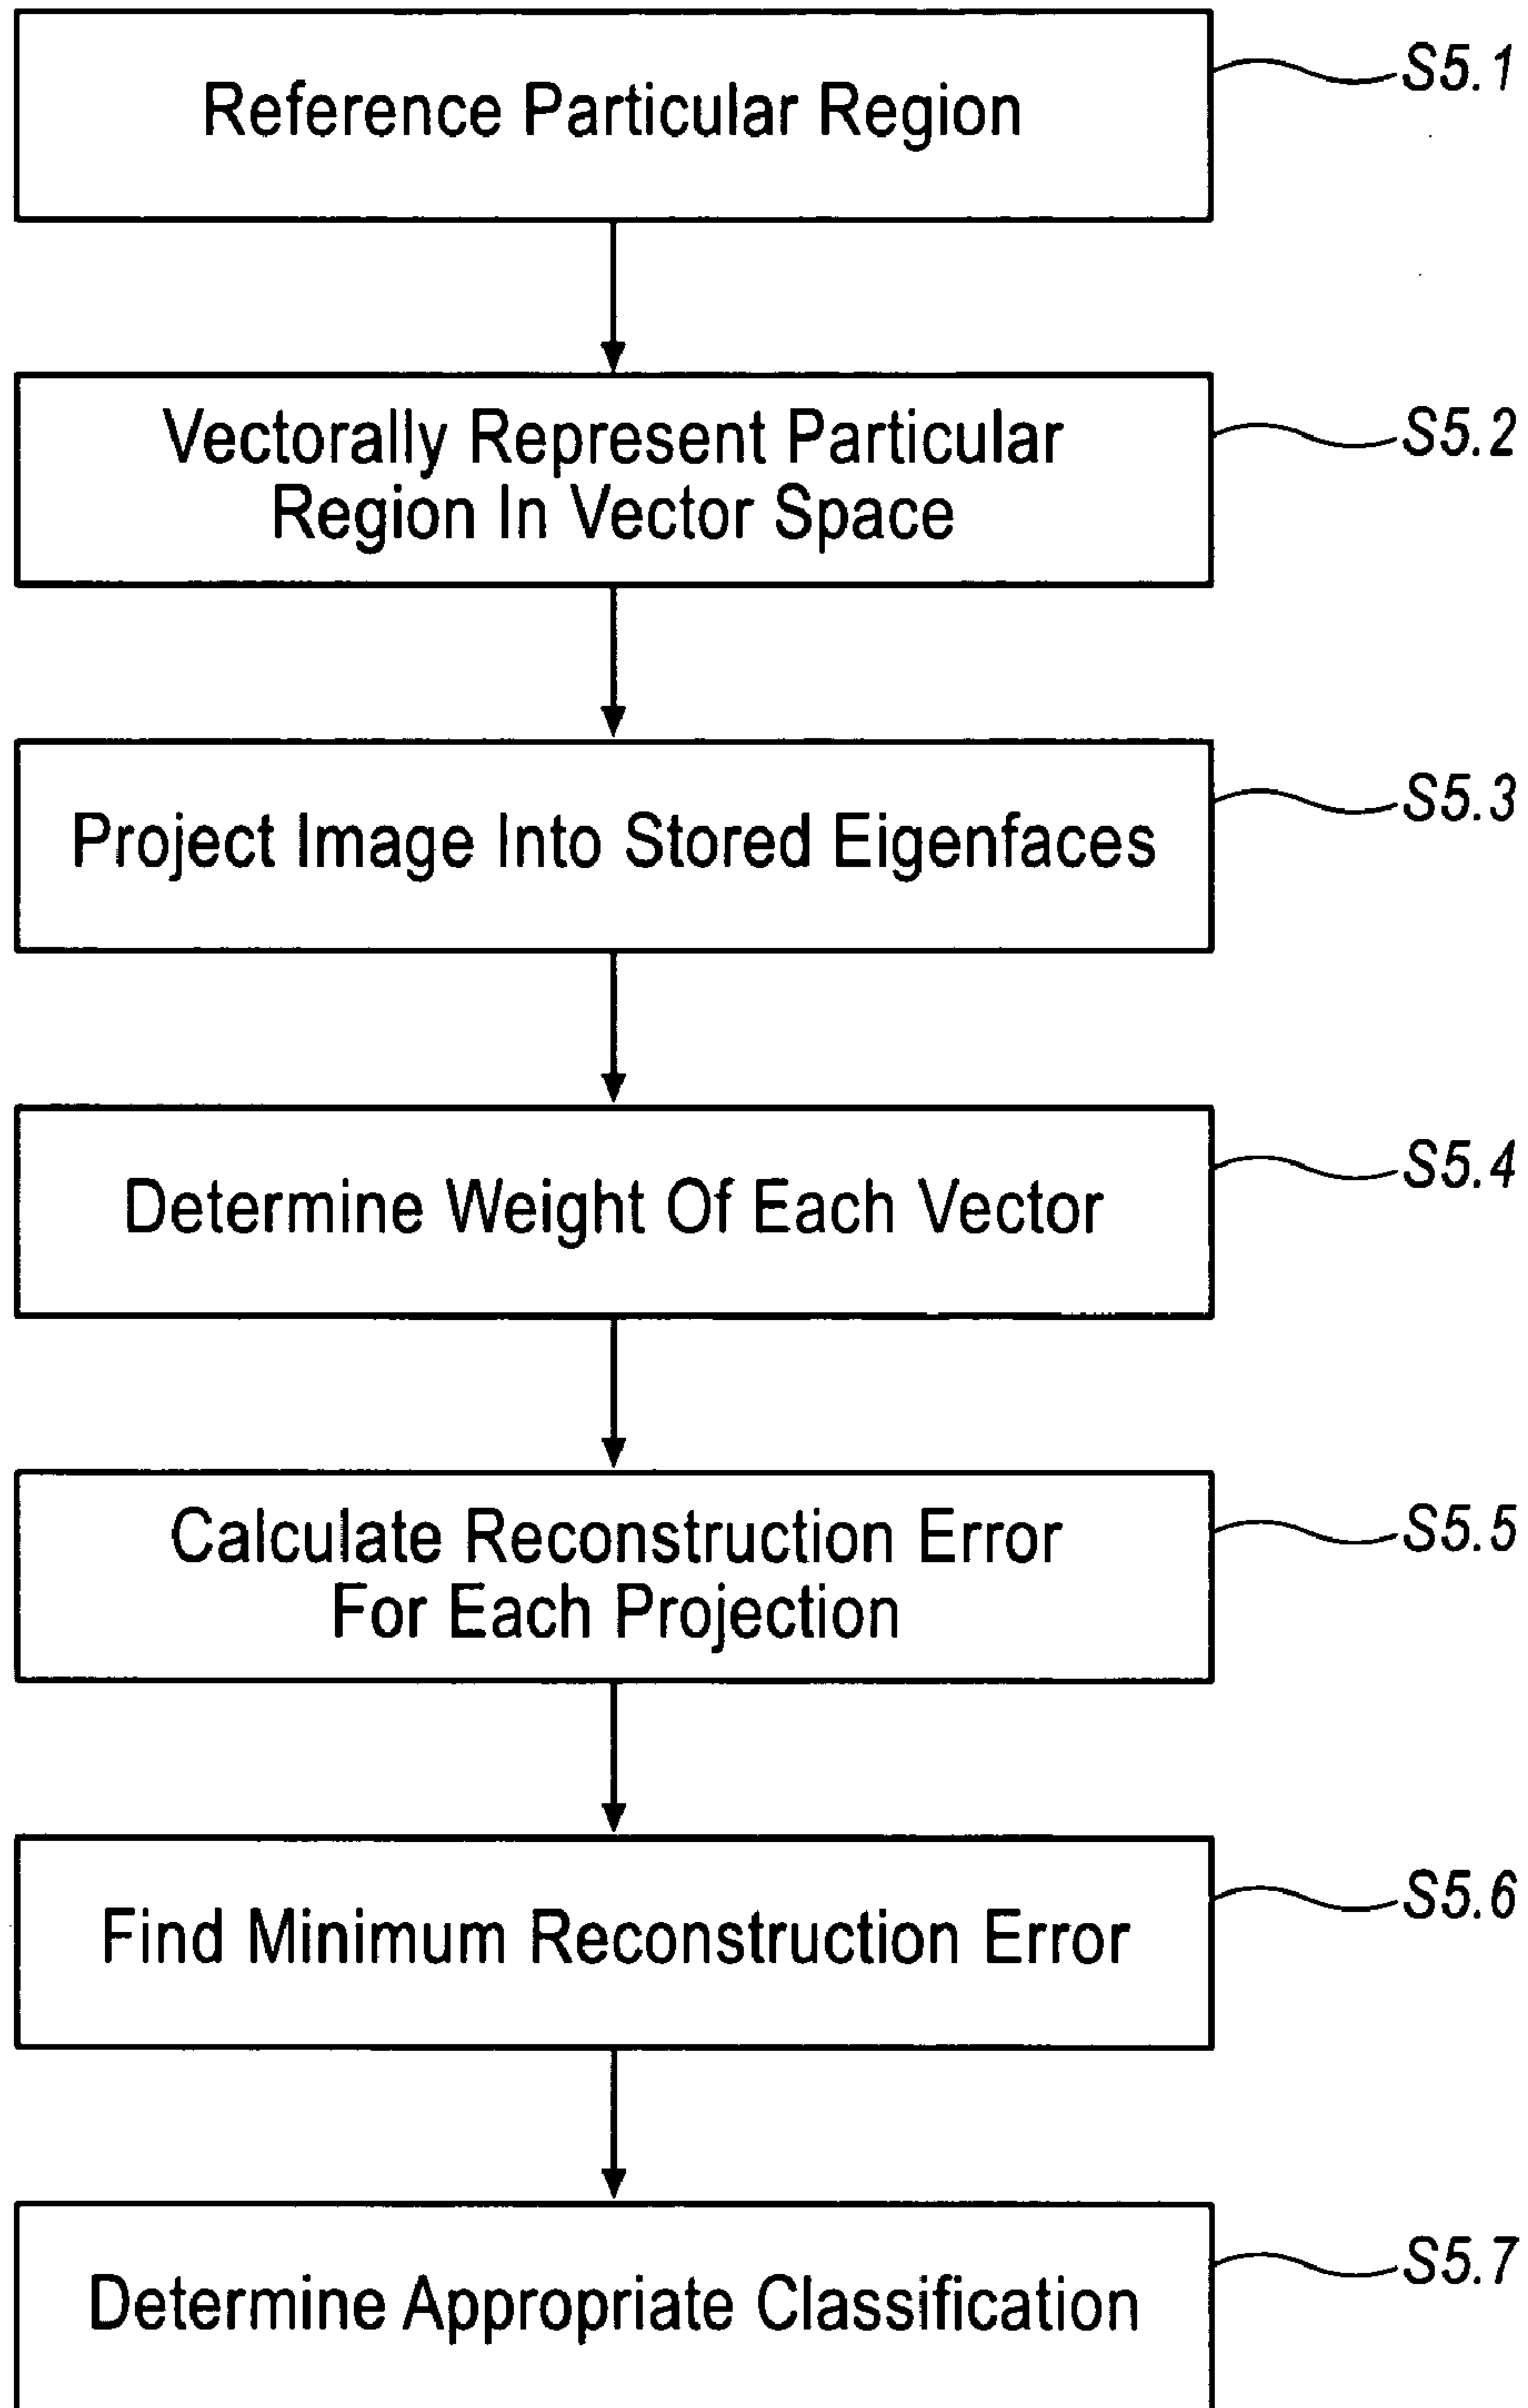 Reference Particular Region
S5.1
Vectorally Represent Particular
Region In Vector Space
S5.2
Project Image Into Stored Eigenfaces
S5.3
Determine Weight Of Each Vector
S5.4
Calculate Reconstruction Error
For Each Projection
S5.5
Find Minimum Reconstruction Error
S5.6
Determine Appropriate Classification
S5.7